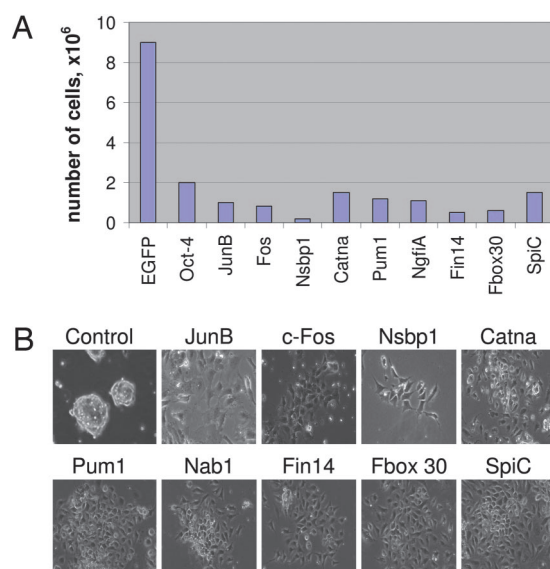 A
number of cells, x10⁶
10
8
6
4
2
0
EGFP
Oct-4
JunB
Fos
Nsbp1
Catna
Pum1
NgfiA
Fin14
Fbox30
SpiC
B
Control JunB c-Fos Nsbp1 Catna
Pum1 Nab1 Fin14 Fbox 30 SpiC